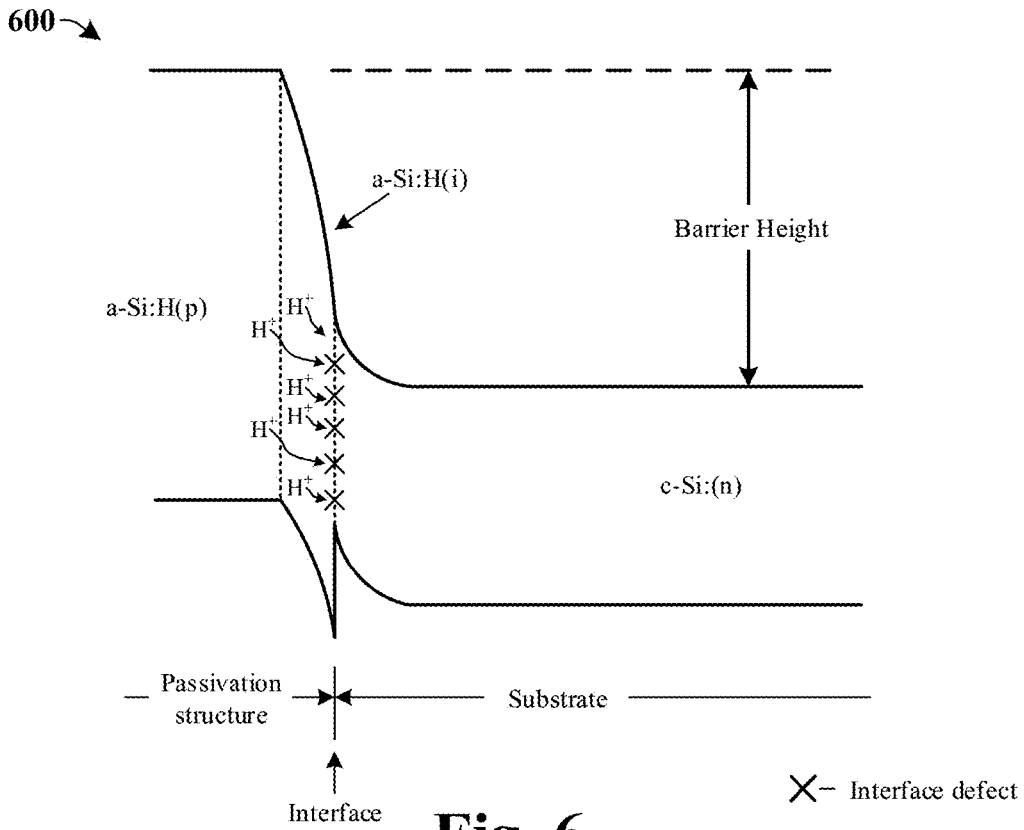 600
a-Si:H(i)
Barrier Height
a-Si:H(p)
H+
H+
H+
H+
H+
H+
c-Si:(n)
Passivation
structure
Substrate
Interface
Interface defect
Fig. 6